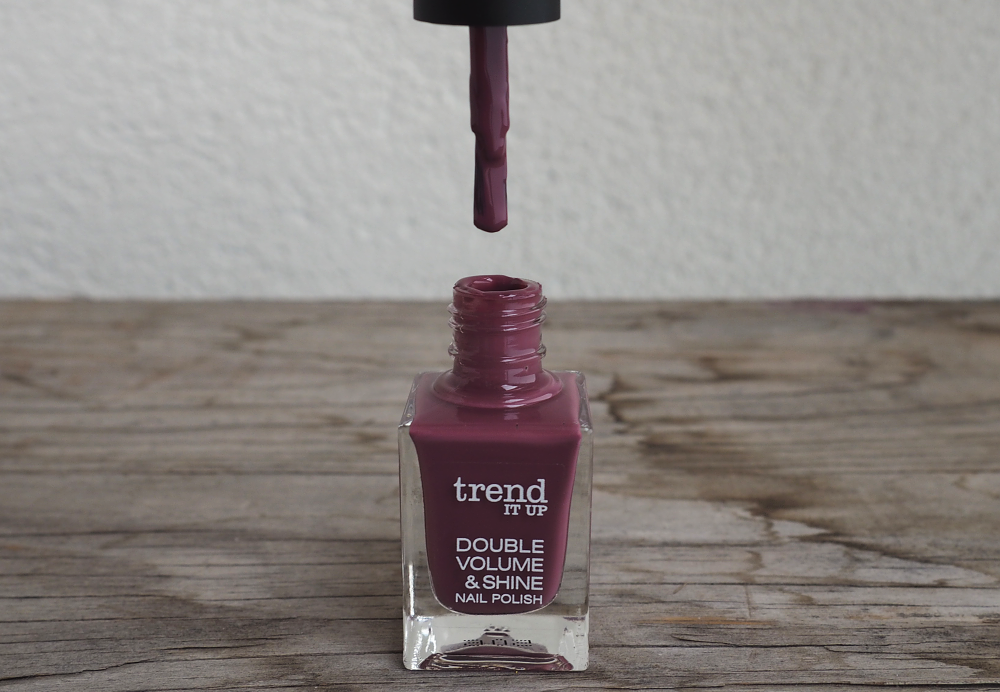 trend
IT UP
DOUBLE
VOLUME
& SHINE
NAIL POLISH